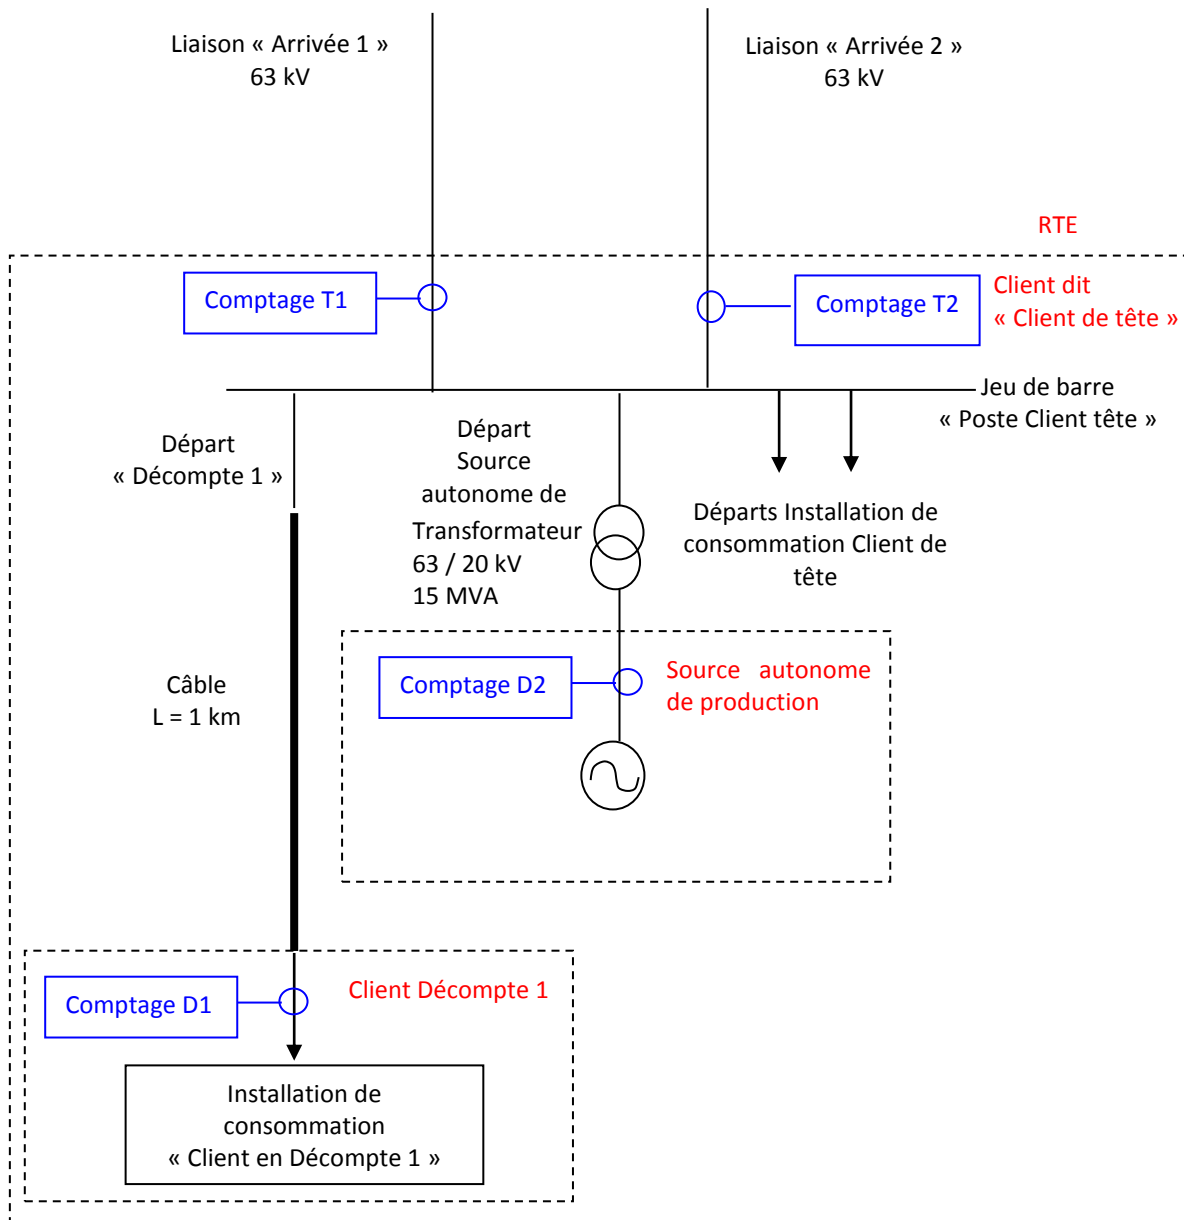 Liaison « Arrivée 1 »
63 kV
Liaison « Arrivée 2 »
63 kV
RTE
Comptage T1
Comptage T2
Client dit
« Client de tête »
Jeu de barre
« Poste Client tête »
Départ
« Décompte 1 »
Départ
Source
autonome de
Transformateur
63 / 20 kV
15 MVA
Départs Installation de
consommation Client de
tête
Câble
L = 1 km
Comptage D2
Source autonome
de production
Comptage D1
Client Décompte 1
Installation de
consommation
« Client en Décompte 1 »